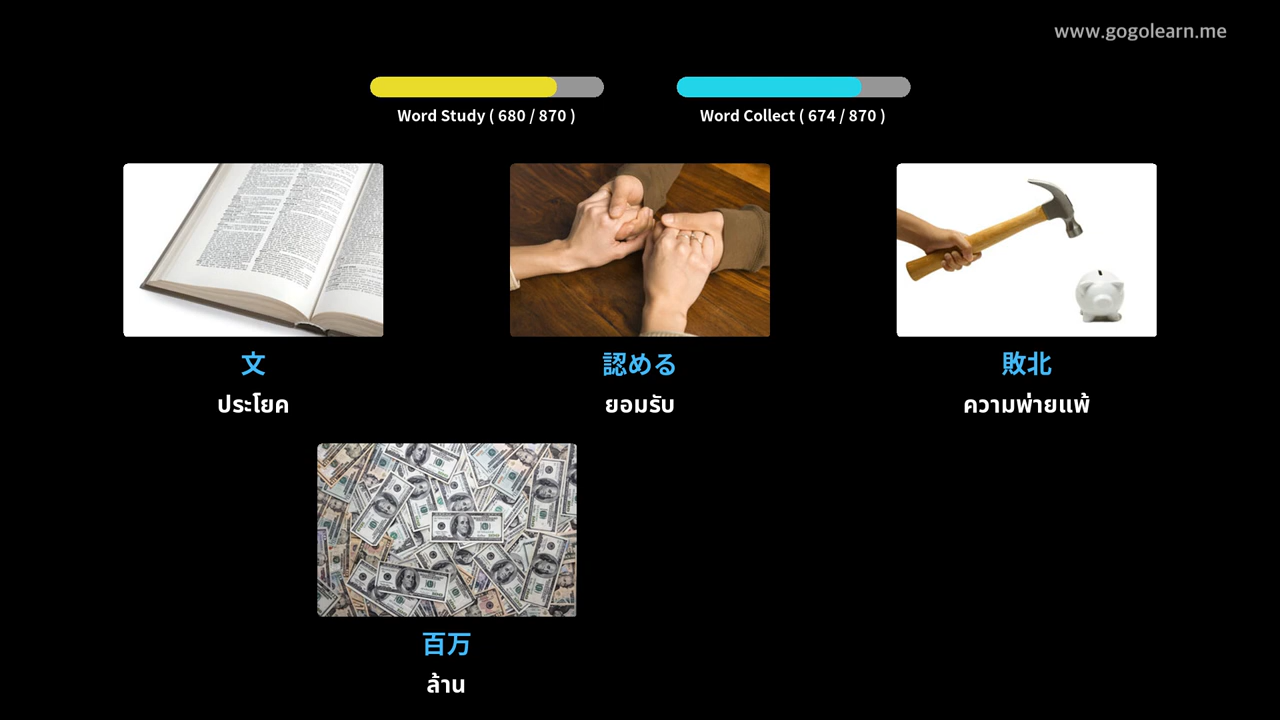 www.gogolearn.me
Word Study ( 680 / 870 )
Word Collect ( 674 / 870 )
文
ประโยค
認める
ยอมรับ
敗北
ความพ่ายแพ้
百万
ล้าน